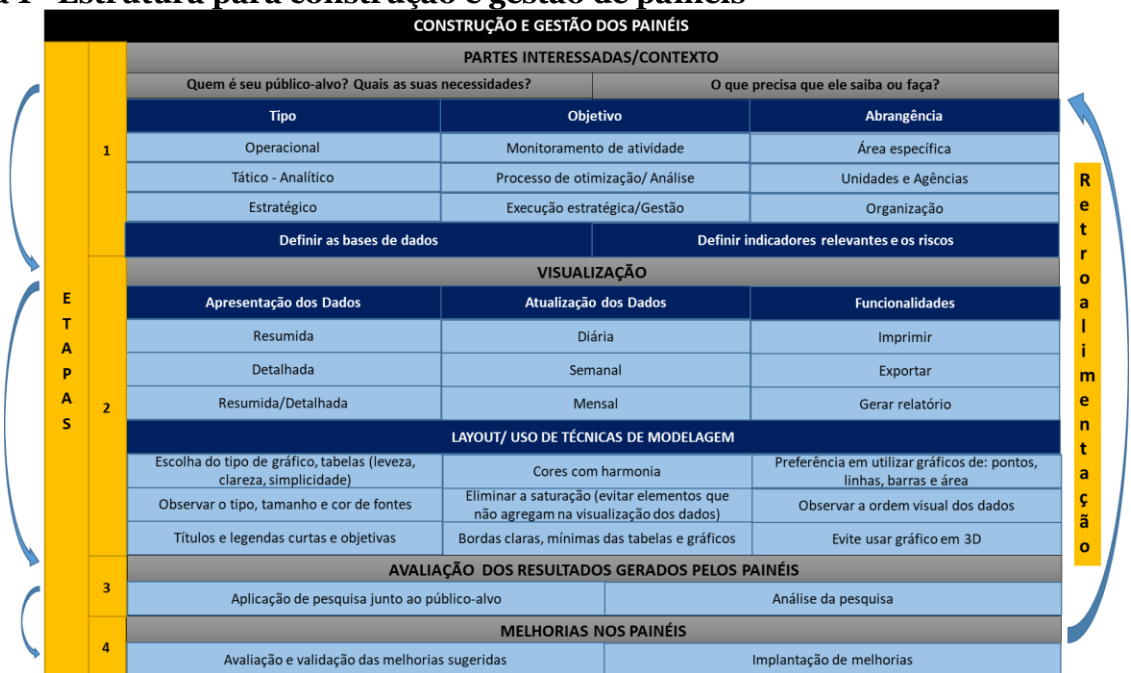 Estrutura para construção e gestão de painéis
CONSTRUÇÃO E GESTÃO DOS PAINÉIS
PARTES INTERESSADAS/CONTEXTO
Quem é seu público-alvo? Quais as suas necessidades?
O que precisa que ele saiba ou faça?
Tipo
Objetivo
Abrangência
1
Operacional
Monitoramento de atividade
Área específica
Tático - Analítico
Processo de otimização/ Análise
Unidades e Agências
Estratégico
Execução estratégica/Gestão
Organização
Definir as bases de dados
Definir indicadores relevantes e os riscos
ETAPAS
VISUALIZAÇÃO
Apresentação dos Dados
Atualização dos Dados
Funcionalidades
Resumida
Diária
Imprimir
Detalhada
Semanal
Exportar
2
Resumida/Detalhada
Mensal
Gerar relatório
LAYOUT/ USO DE TÉCNICAS DE MODELAGEM
Escolha do tipo de gráfico, tabelas (leveza,
clareza, simplicidade)
Cores com harmonia
Preferência em utilizar gráficos de: pontos,
linhas, barras e área
Observar o tipo, tamanho e cor de fontes
Eliminar a saturação (evitar elementos que
não agregam na visualização dos dados)
Observar a ordem visual dos dados
Títulos e legendas curtas e objetivas
Bordas claras, mínimas das tabelas e gráficos
Evite usar gráfico em 3D
3
AVALIAÇÃO DOS RESULTADOS GERADOS PELOS PAINÉIS
Aplicação de pesquisa junto ao público-alvo
Análise da pesquisa
4
MELHORIAS NOS PAINÉIS
Avaliação e validação das melhorias sugeridas
Implantação de melhorias
Retroalimentação